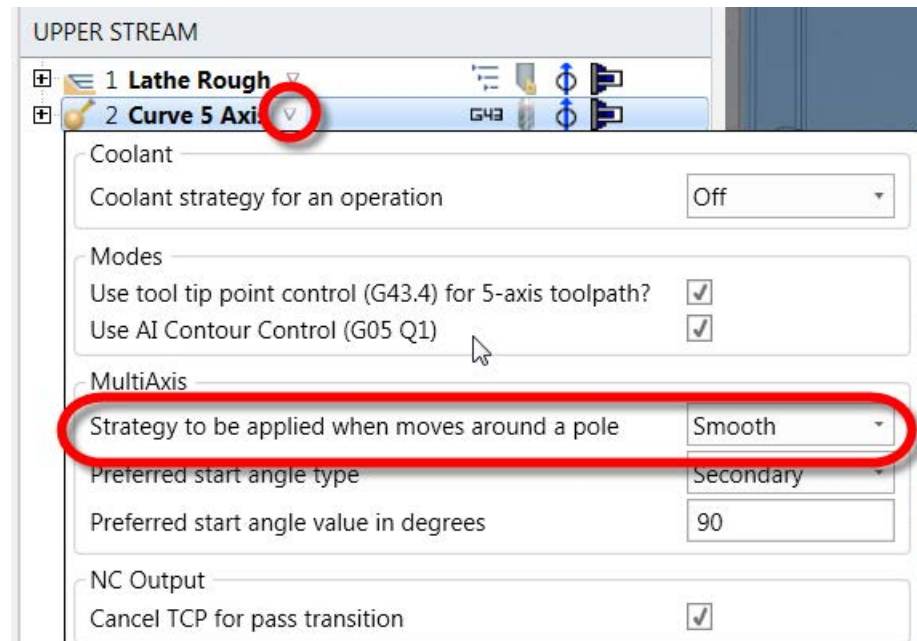 UPPER STREAM
1 Lathe Rough
2 Curve 5 Axis G43
Coolant
Coolant strategy for an operation Off
Modes
Use tool tip point control (G43.4) for 5-axis toolpath?
Use AI Contour Control (G05 Q1)
MultiAxis
Strategy to be applied when moves around a pole Smooth
Preferred start angle type Secondary
Preferred start angle value in degrees 90
NC Output
Cancel TCP for pass transition